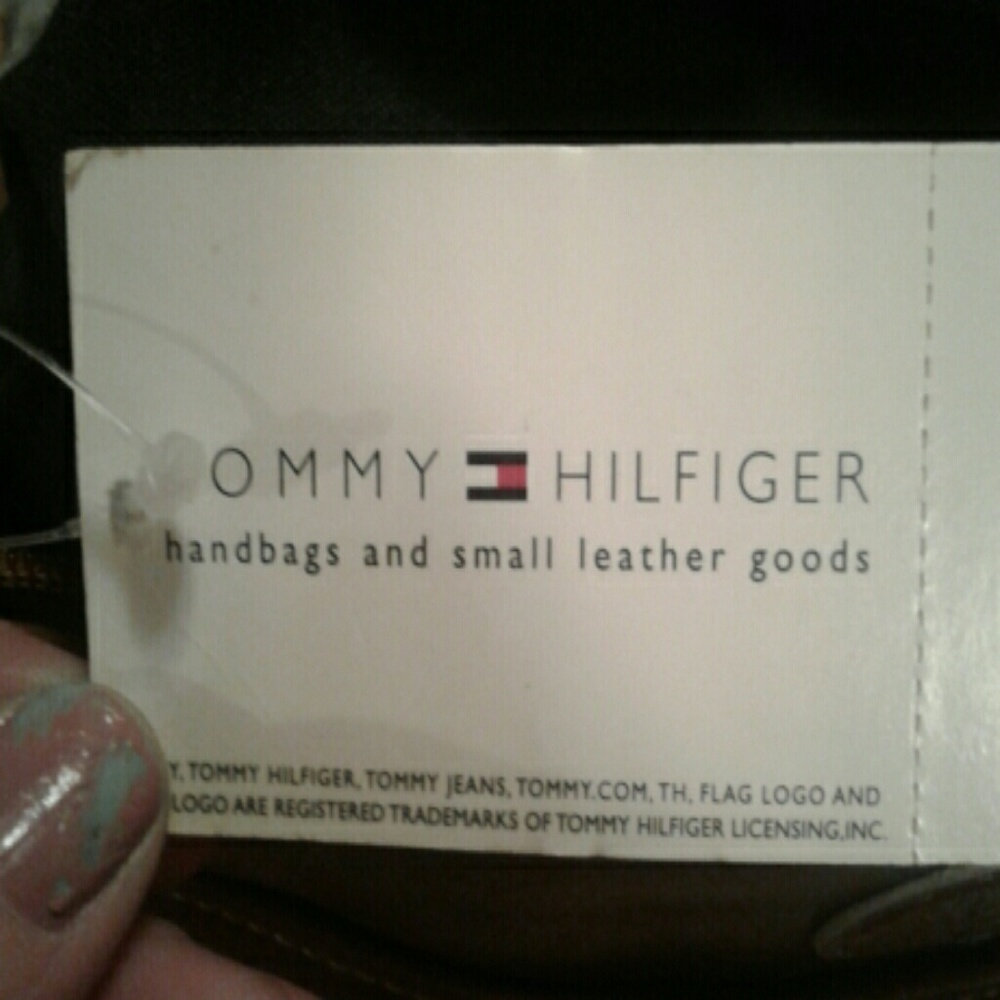 OMMY HILFIGER
handbags and small leather goods
Y, TOMMY HILFIGER, TOMMY JEANS, TOMMY.COM, TH, FLAG LOGO AND
LOGO ARE REGISTERED TRADEMARKS OF TOMMY HILFIGER LICENSING,INC.